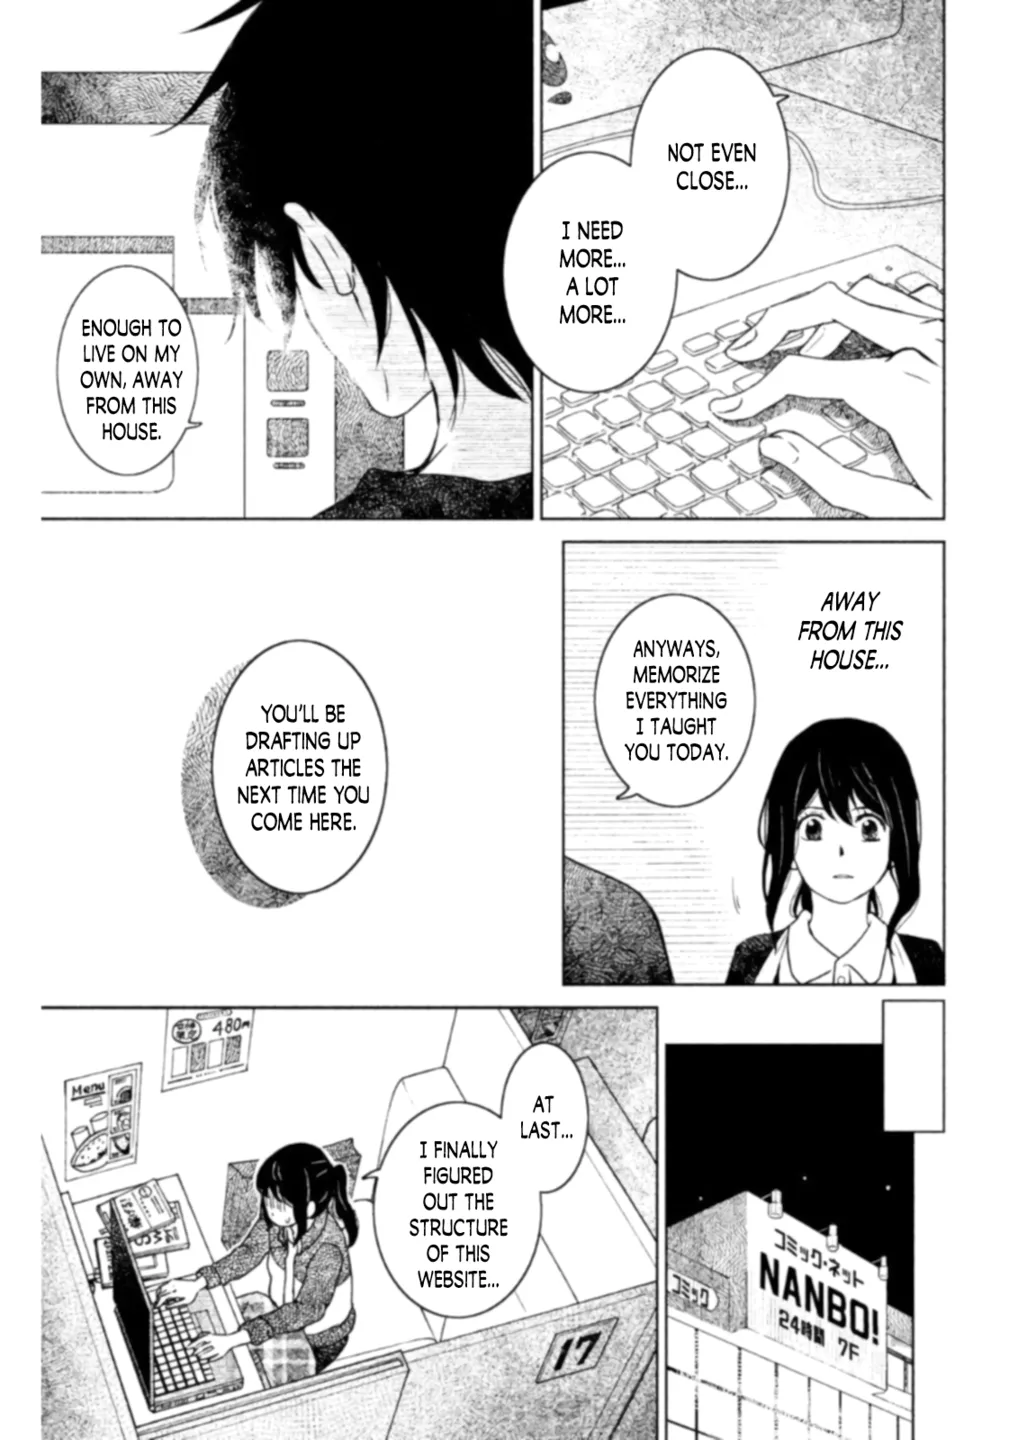 NOT EVEN
CLOSE...
I NEED
MORE...
A LOT
MORE...
ENOUGH TO
LIVE ON MY
OWN, AWAY
FROM THIS
HOUSE.
AWAY
FROM THIS
HOUSE...
ANYWAYS,
MEMORIZE
EVERYTHING
I TAUGHT
YOU TODAY.
YOU'LL BE
DRAFTING UP
ARTICLES THE
NEXT TIME YOU
COME HERE.
コミック・ネット
NANBO!
24時間 7F
コミック
AT
LAST...
I FINALLY
FIGURED
OUT THE
STRUCTURE
OF THIS
WEBSITE...
480円
Menu
17